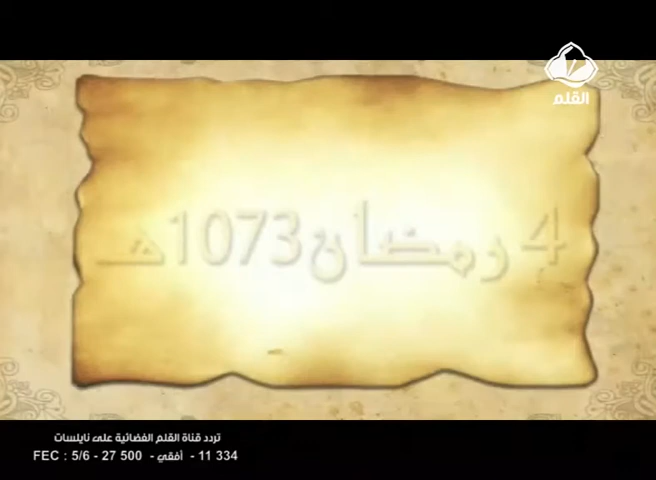 القلم
4 رمضان 1073هـ
تردد قناة القلم الفضائية على نايلسات
11 334 - أفقي - 27 500 - FEC : 5/6